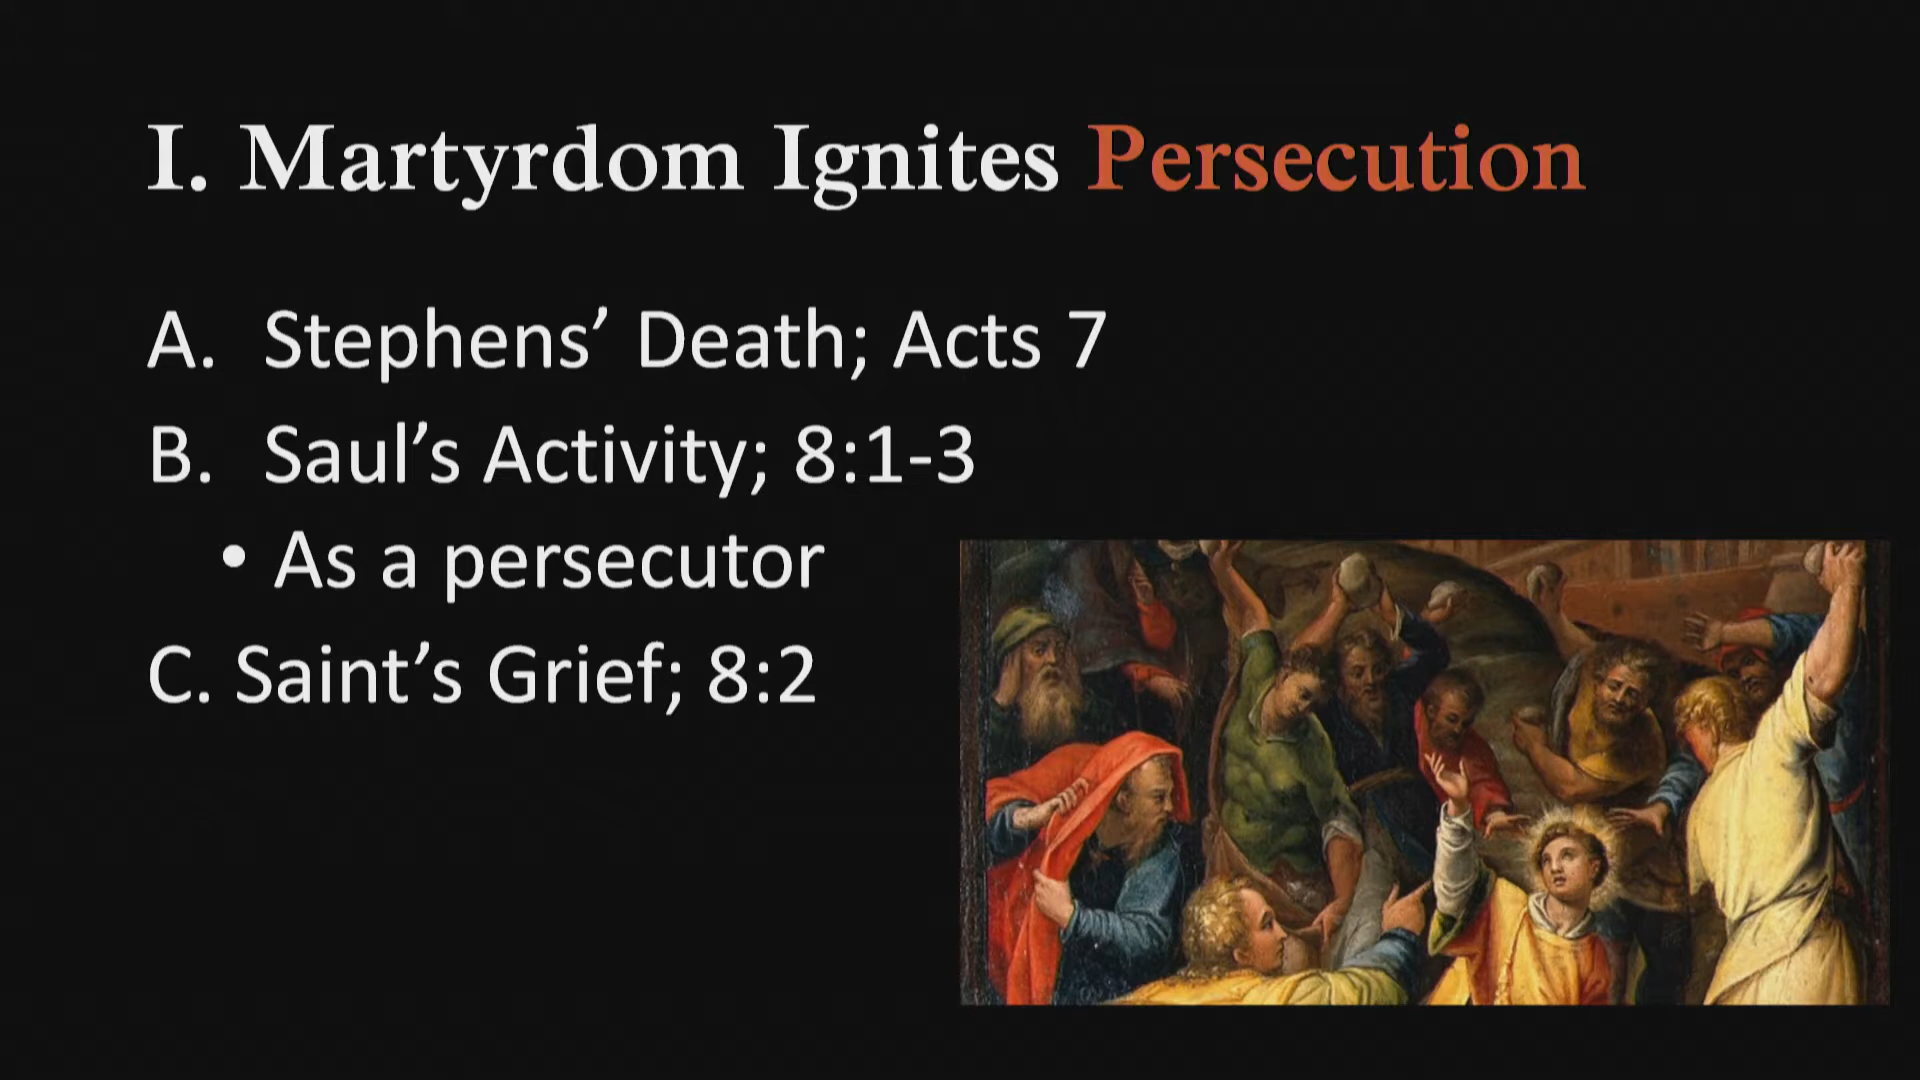 I. Martyrdom Ignites Persecution
A. Stephens’ Death; Acts 7
B. Saul’s Activity; 8:1-3
• As a persecutor
C. Saint’s Grief; 8:2